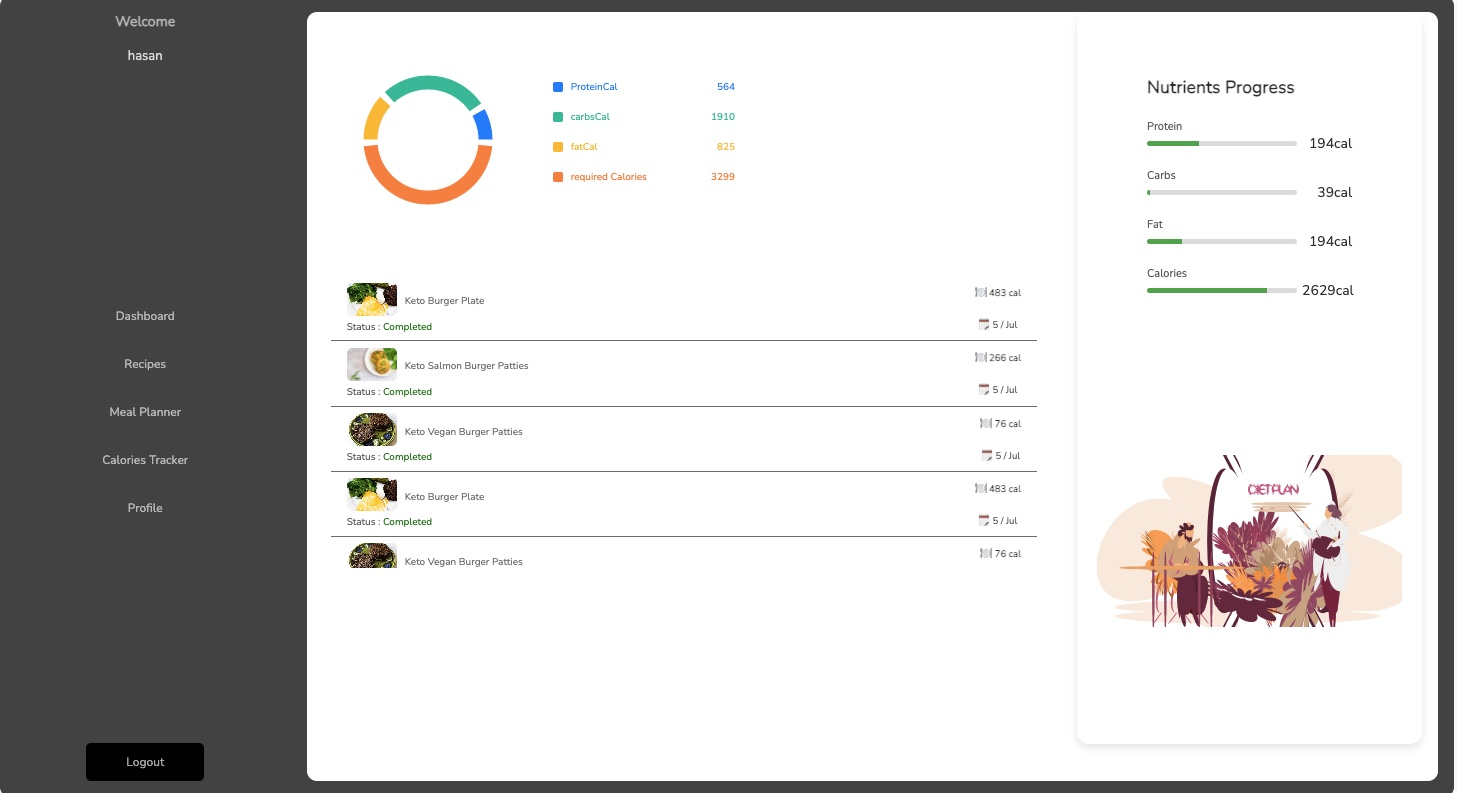 Welcome
hasan
Dashboard
Recipes
Meal Planner
Calories Tracker
Profile
Logout
ProteinCal 564
carbsCal 1910
fatCal 825
required Calories 3299
Keto Burger Plate
483 cal
Status : Completed
5 / Jul
Keto Salmon Burger Patties
266 cal
Status : Completed
5 / Jul
Keto Vegan Burger Patties
76 cal
Status : Completed
5 / Jul
Keto Burger Plate
483 cal
Status : Completed
5 / Jul
Keto Vegan Burger Patties
76 cal
Nutrients Progress
Protein
194cal
Carbs
39cal
Fat
194cal
Calories
2629cal
DIET PLAN